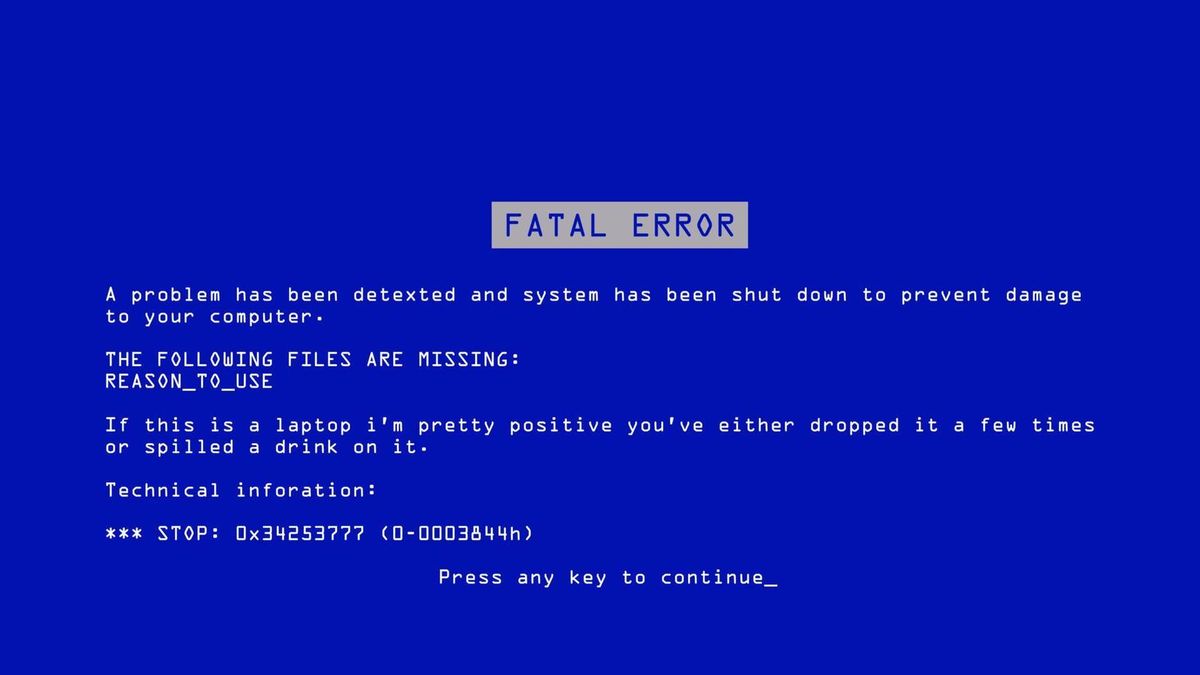 FATAL ERROR
A problem has been detexted and system has been shut down to prevent damage
to your computer.
THE FOLLOWING FILES ARE MISSING:
REASON_TO_USE
If this is a laptop i'm pretty positive you've either dropped it a few times
or spilled a drink on it.
Technical inforation:
*** STOP: 0x34253777 (0-0003844h)
Press any key to continue_